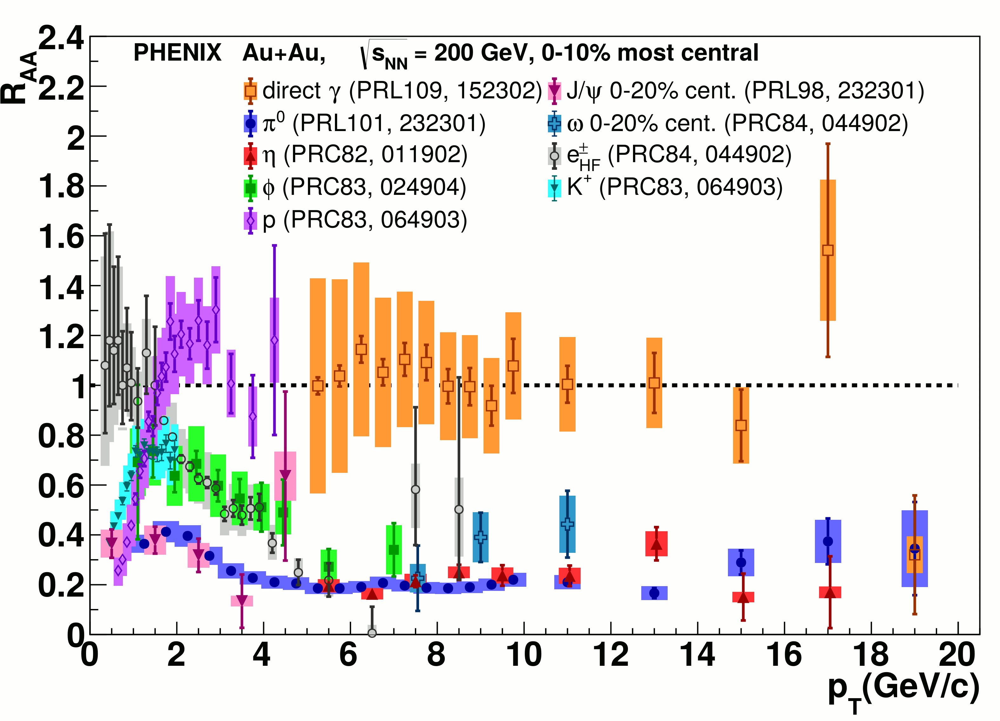 PHENIX Au+Au, √sNN = 200 GeV, 0-10% most central
direct γ (PRL109, 152302)
π0 (PRL101, 232301)
η (PRC82, 011902)
ϕ (PRC83, 024904)
p (PRC83, 064903)
J/ψ 0-20% cent. (PRL98, 232301)
ω 0-20% cent. (PRC84, 044902)
e±HF (PRC84, 044902)
K+ (PRC83, 064903)
RAA
2.4
2.2
2
1.8
1.6
1.4
1.2
1
0.8
0.6
0.4
0.2
0
0 2 4 6 8 10 12 14 16 18 20
pT(GeV/c)